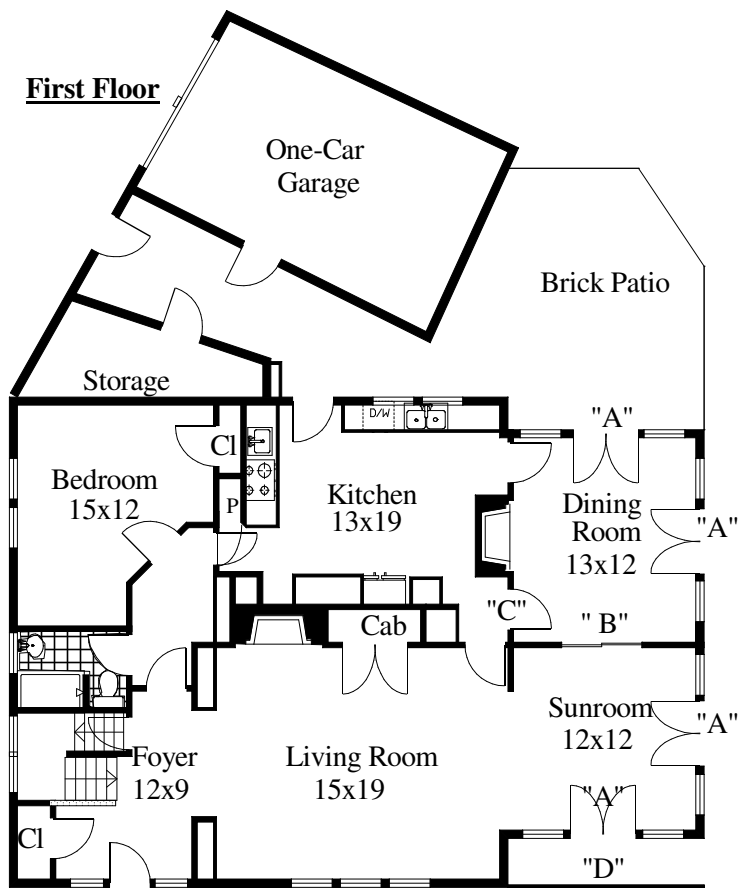 First Floor
One-Car
Garage
Brick Patio
Storage
"A"
D/W
Cl
Bedroom
15x12
P
Kitchen
13x19
Dining
Room
13x12
"A"
"C"
" B"
Cab
Sunroom
12x12
"A"
Foyer
12x9
Living Room
15x19
"A"
Cl
"D"